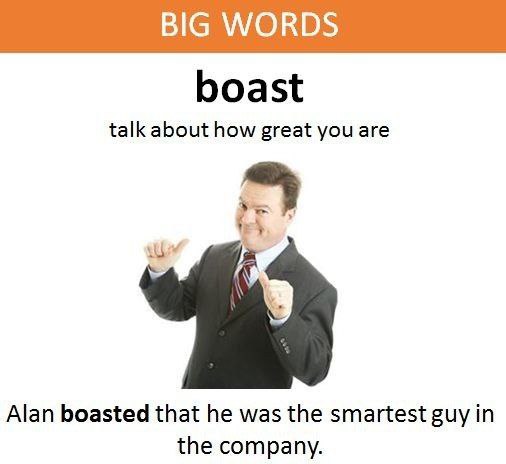 BIG WORDS
boast
talk about how great you are
Alan boasted that he was the smartest guy in
the company.